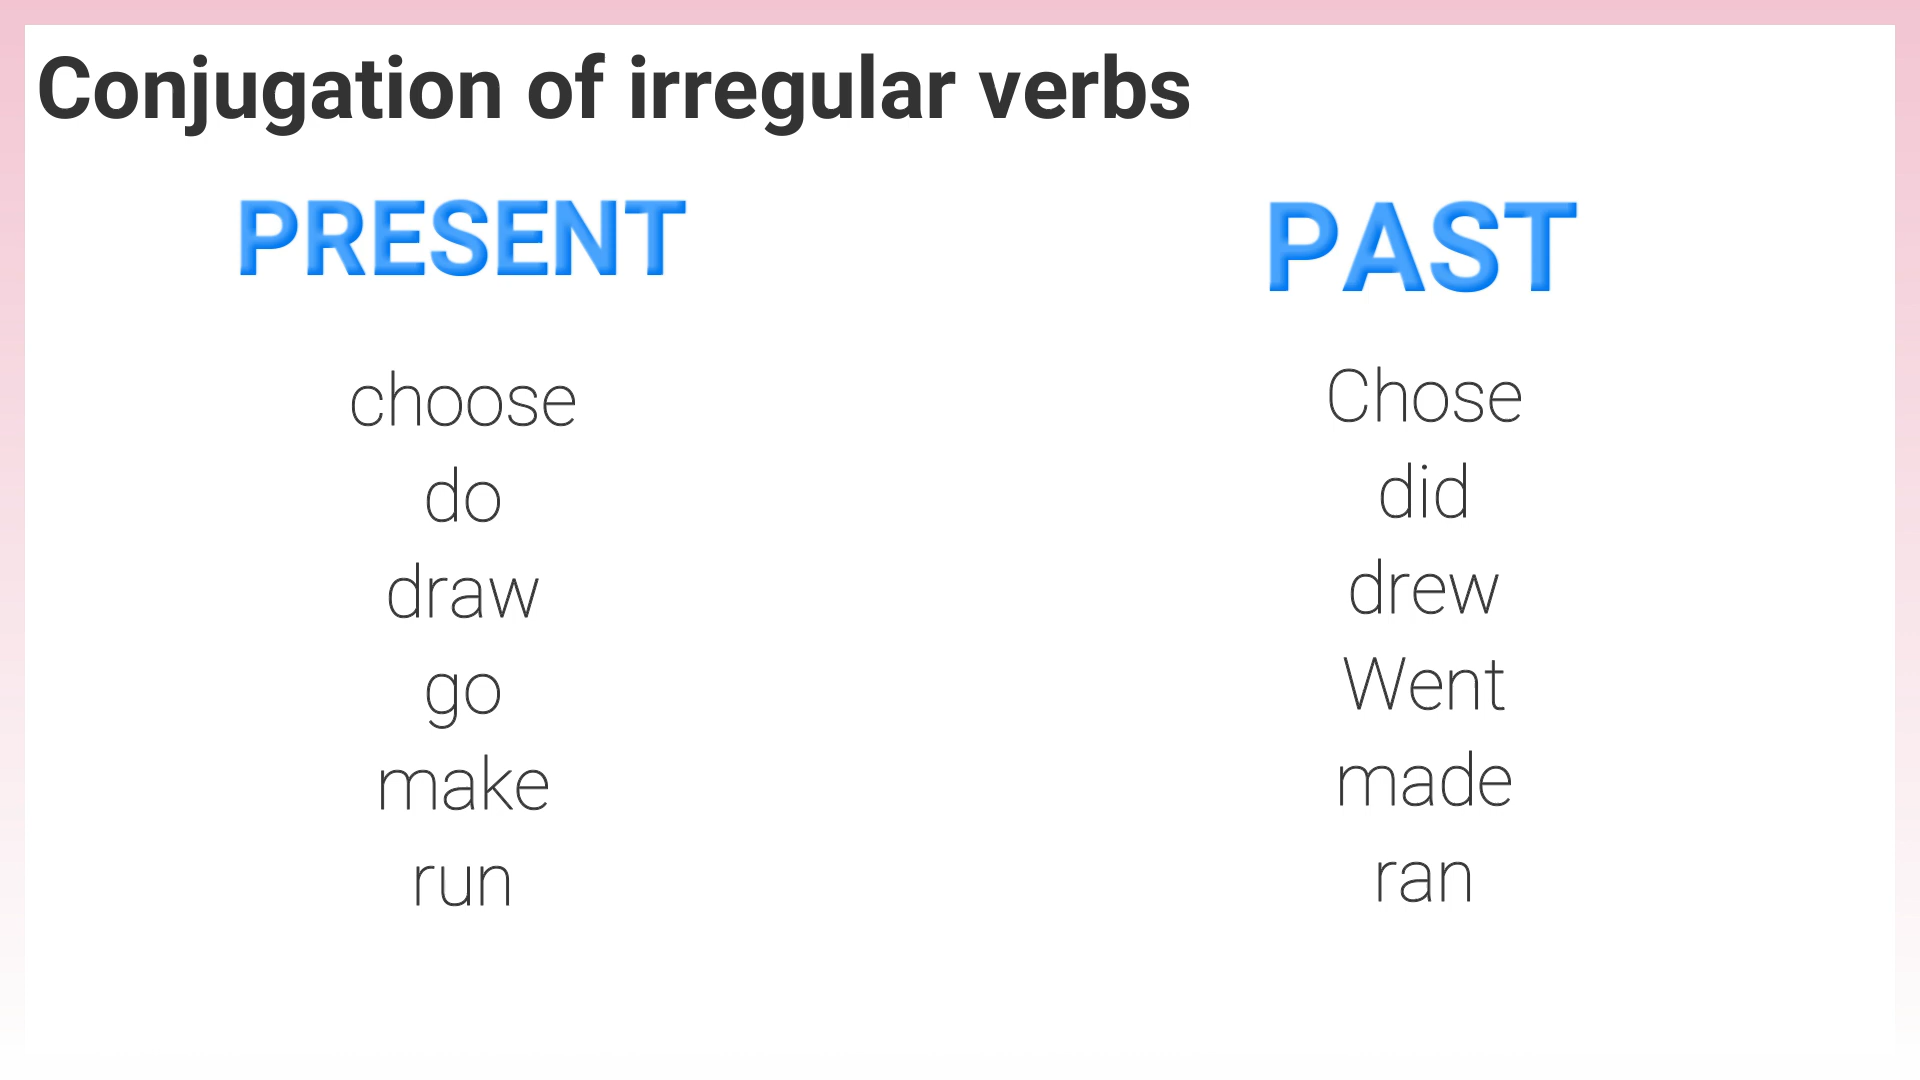 Conjugation of irregular verbs
PRESENT
choose
do
draw
go
make
run
PAST
Chose
did
drew
Went
made
ran